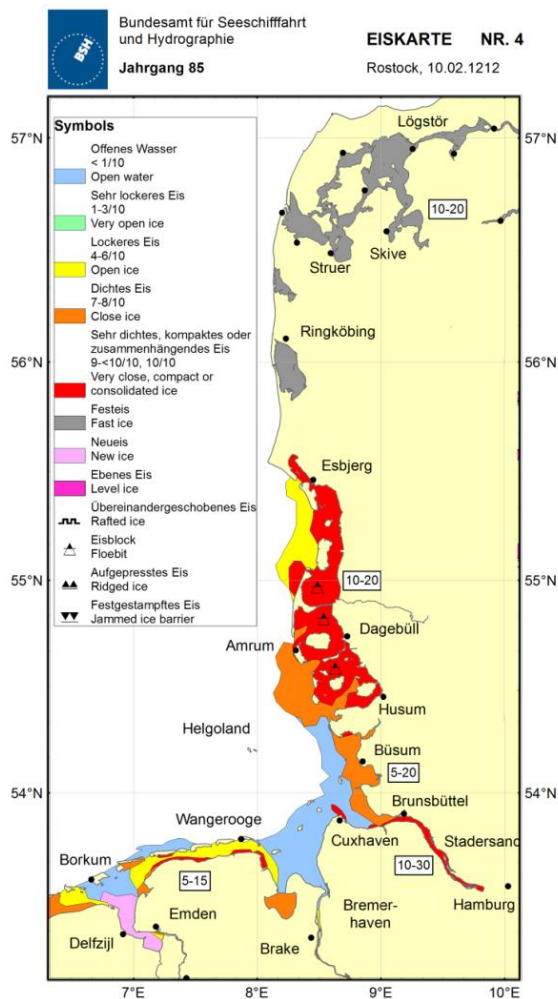 BSH
Bundesamt für Seeschifffahrt
und Hydrographie
Jahrgang 85
EISKARTE NR. 4
Rostock, 10.02.1212
Symbols
Offenes Wasser
< 1/10
Open water
Sehr lockeres Eis
1-3/10
Very open ice
Lockeres Eis
4-6/10
Open ice
Dichtes Eis
7-8/10
Close ice
Sehr dichtes, kompaktes oder
zusammenhängendes Eis
9-<10/10, 10/10
Very close, compact or
consolidated ice
Festeis
Fast ice
Neueis
New ice
Ebenes Eis
Level ice
Übereinandergeschobenes Eis
Rafted ice
Eisblock
Floebit
Aufgepresstes Eis
Ridged ice
Festgestampftes Eis
Jammed ice barrier
57°N
57°N
Lögstör
10-20
Struer
Skive
Ringköbing
56°N
56°N
Esbjerg
55°N
10-20
55°N
Dagebüll
Amrum
Husum
Helgoland
Büsum
5-20
54°N
54°N
Brunsbüttel
Wangerooge
Cuxhaven
Stadersand
10-30
Borkum
5-15
Hamburg
Emden
Bremer-
haven
Delfzijl
Brake
7°E
8°E
9°E
10°E